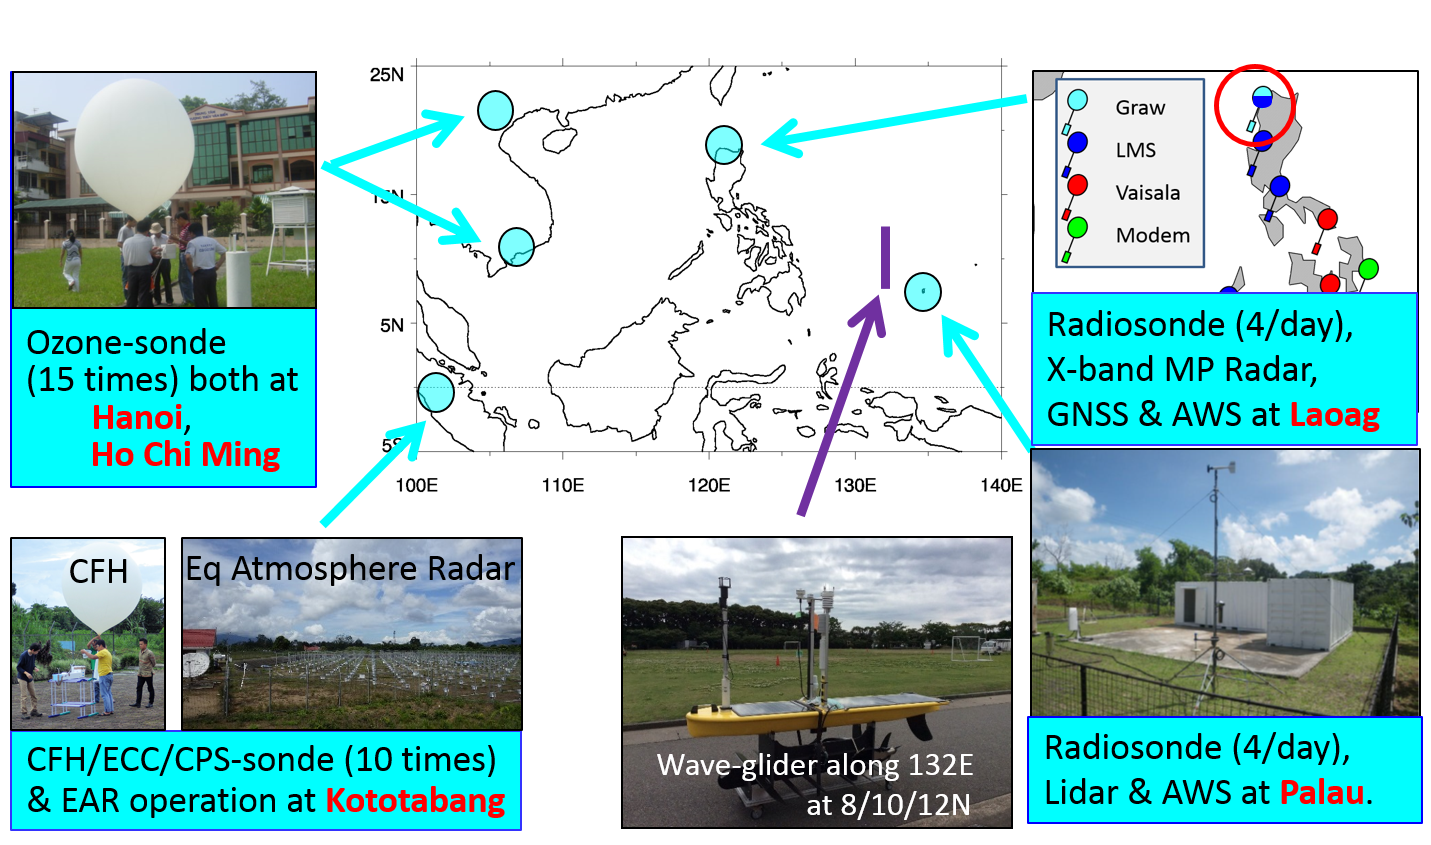 25N
15N
5N
5S
100E
110E
120E
130E
140E
Graw
LMS
Vaisala
Modem
Ozone-sonde
(15 times) both at
Hanoi,
Ho Chi Ming
Radiosonde (4/day),
X-band MP Radar,
GNSS & AWS at Laoag
CFH
Eq Atmosphere Radar
CFH/ECC/CPS-sonde (10 times)
& EAR operation at Kototabang
Wave-glider along 132E
at 8/10/12N
Radiosonde (4/day),
Lidar & AWS at Palau.